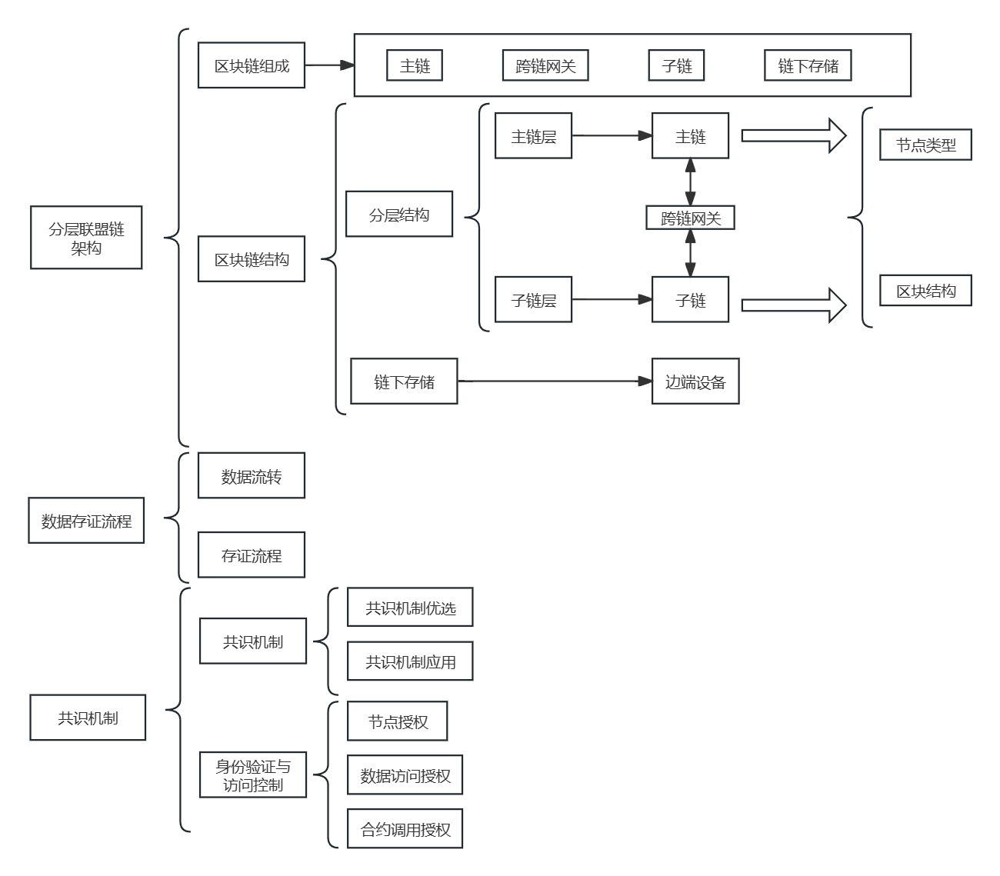 区块链组成
主链
跨链网关
子链
链下存储
分层联盟链
架构
区块链结构
分层结构
主链层
主链
跨链网关
子链层
子链
节点类型
区块结构
链下存储
边端设备
数据存证流程
数据流转
存证流程
共识机制
共识机制
共识机制优选
共识机制应用
身份验证与
访问控制
节点授权
数据访问授权
合约调用授权